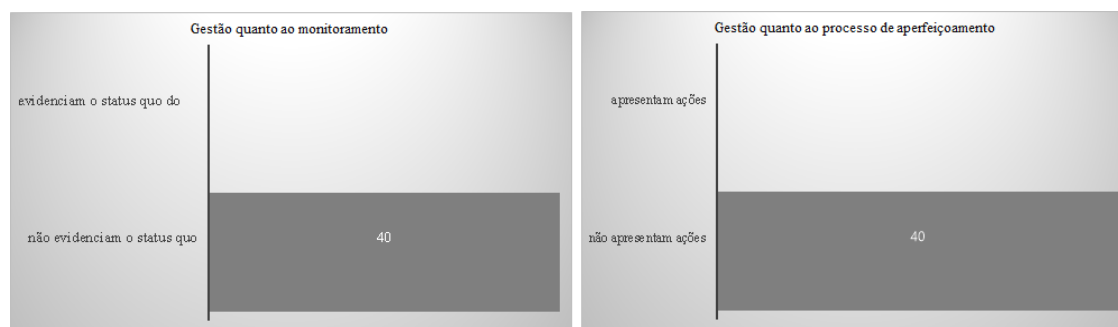 Gestão quanto ao monitoramento
evidenciam o status quo do
não evidenciam o status quo
40
Gestão quanto ao processo de aperfeiçoamento
apresentam ações
não apresentam ações
40